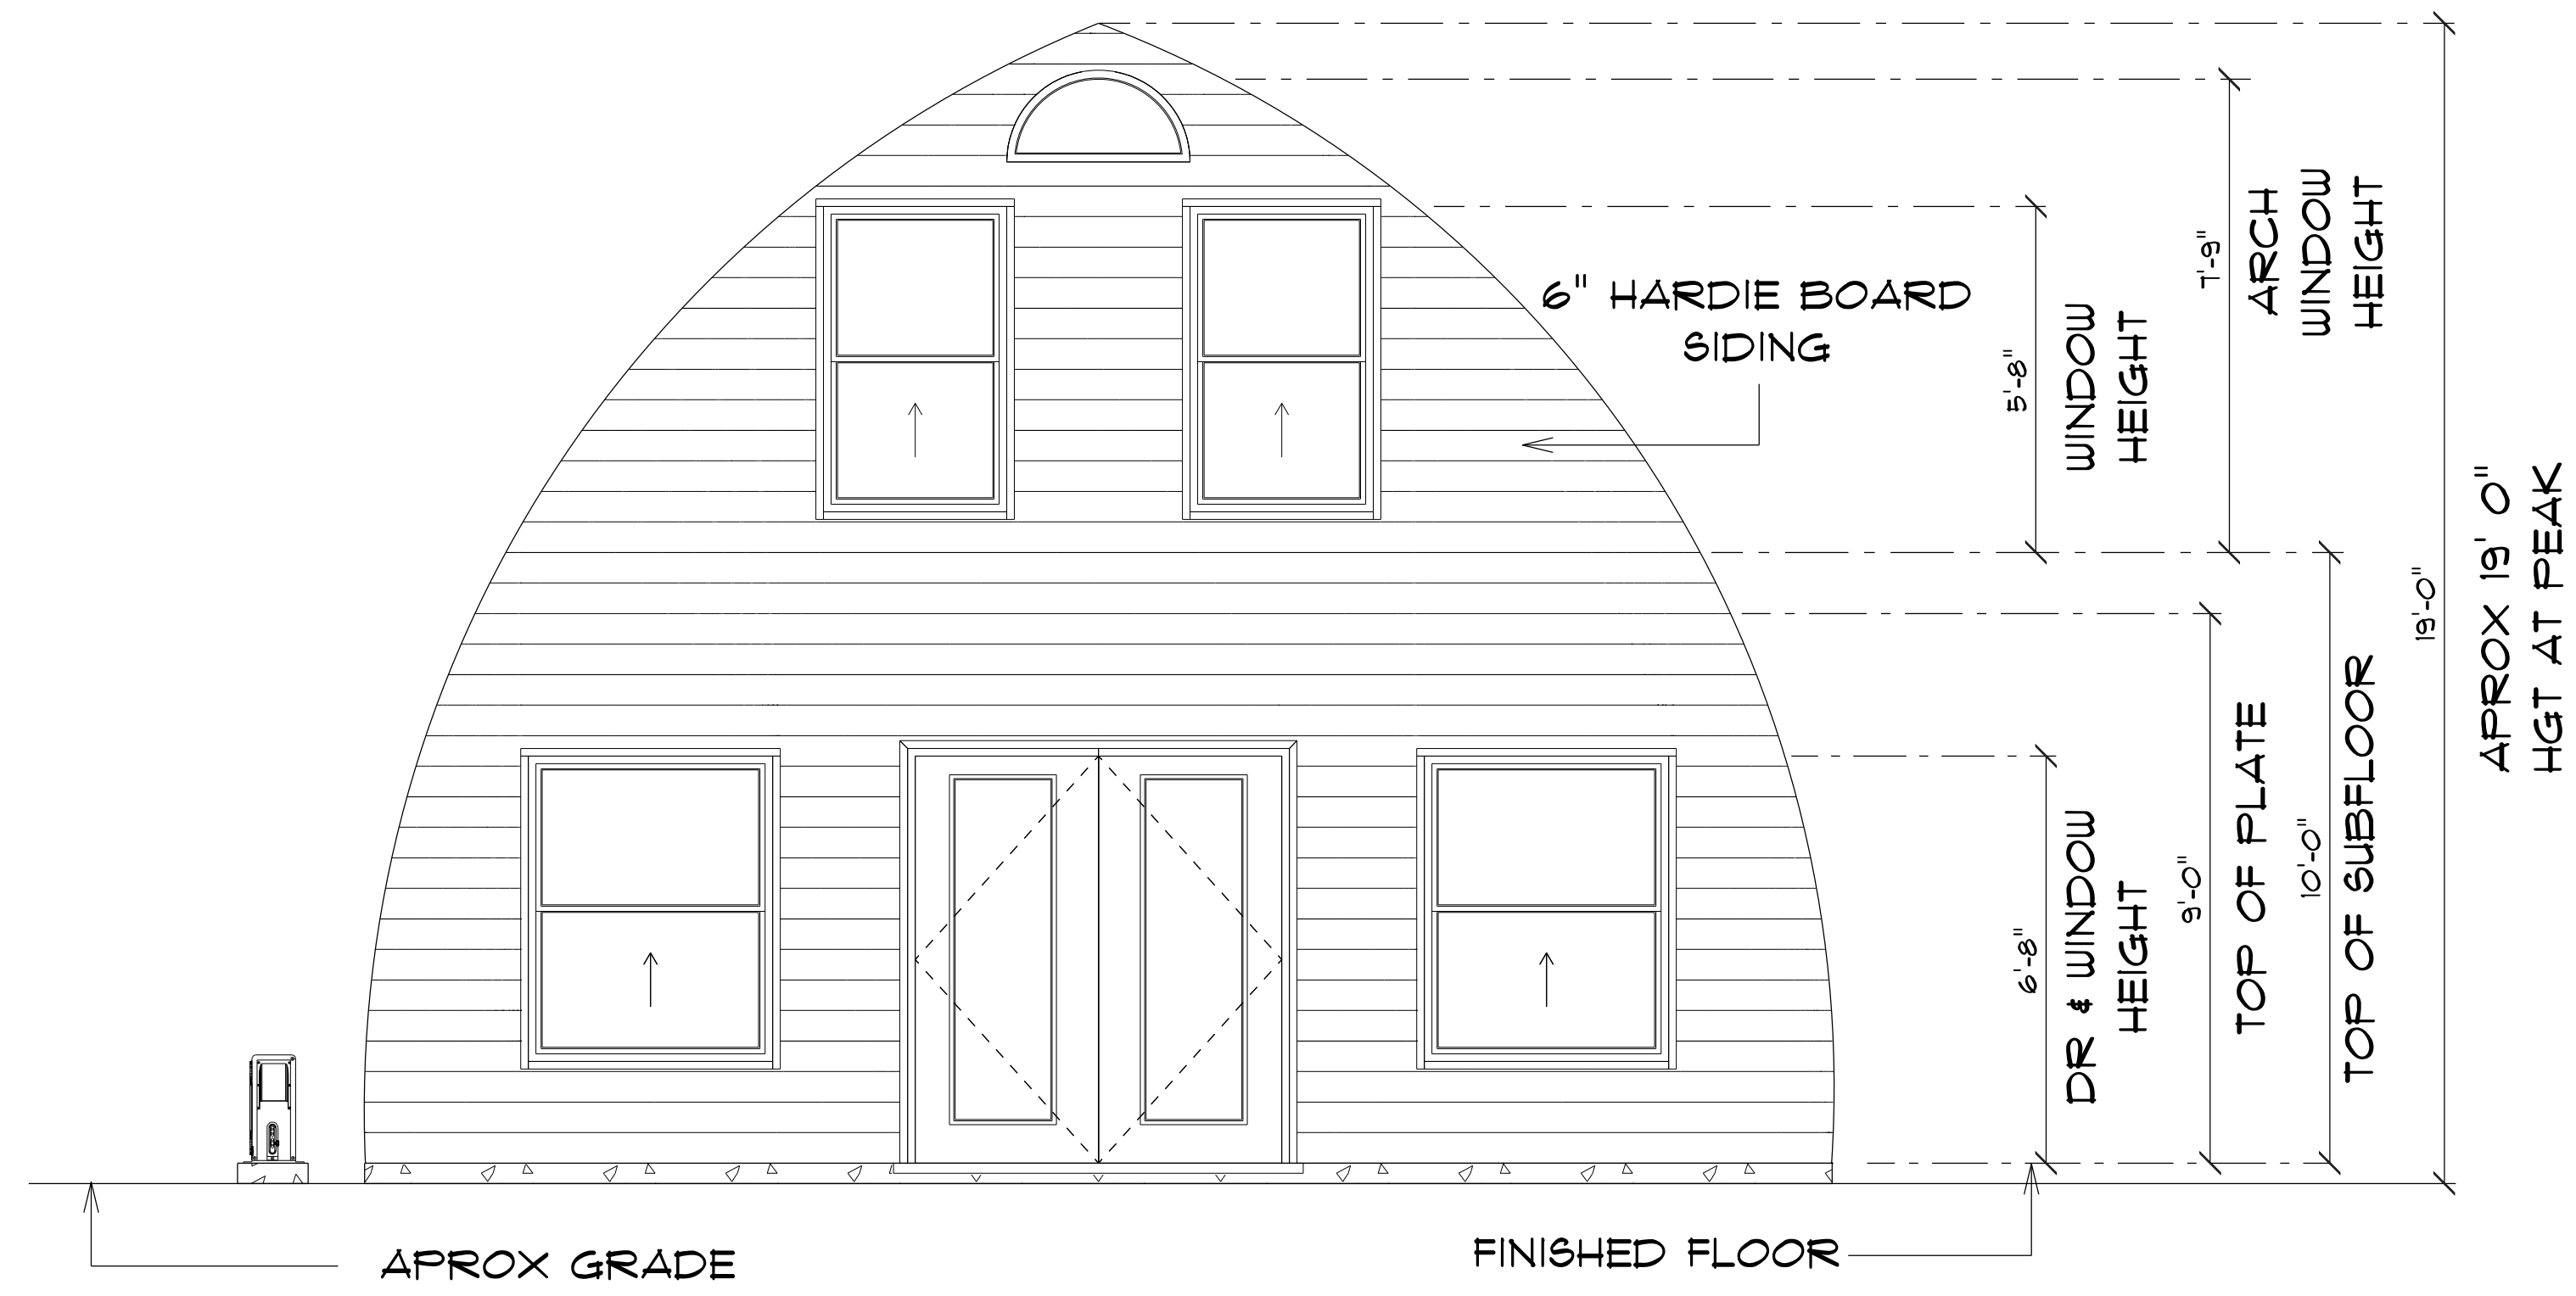 6" HARDIE BOARD
SIDING
5'-8"
WINDOW
HEIGHT
7'-9"
ARCH
WINDOW
HEIGHT
19'-0"
APROX 19' 0"
HGT AT PEAK
6'-8"
DR & WINDOW
HEIGHT
9'-0"
TOP OF PLATE
10'-0"
TOP OF SUBFLOOR
APROX GRADE
FINISHED FLOOR